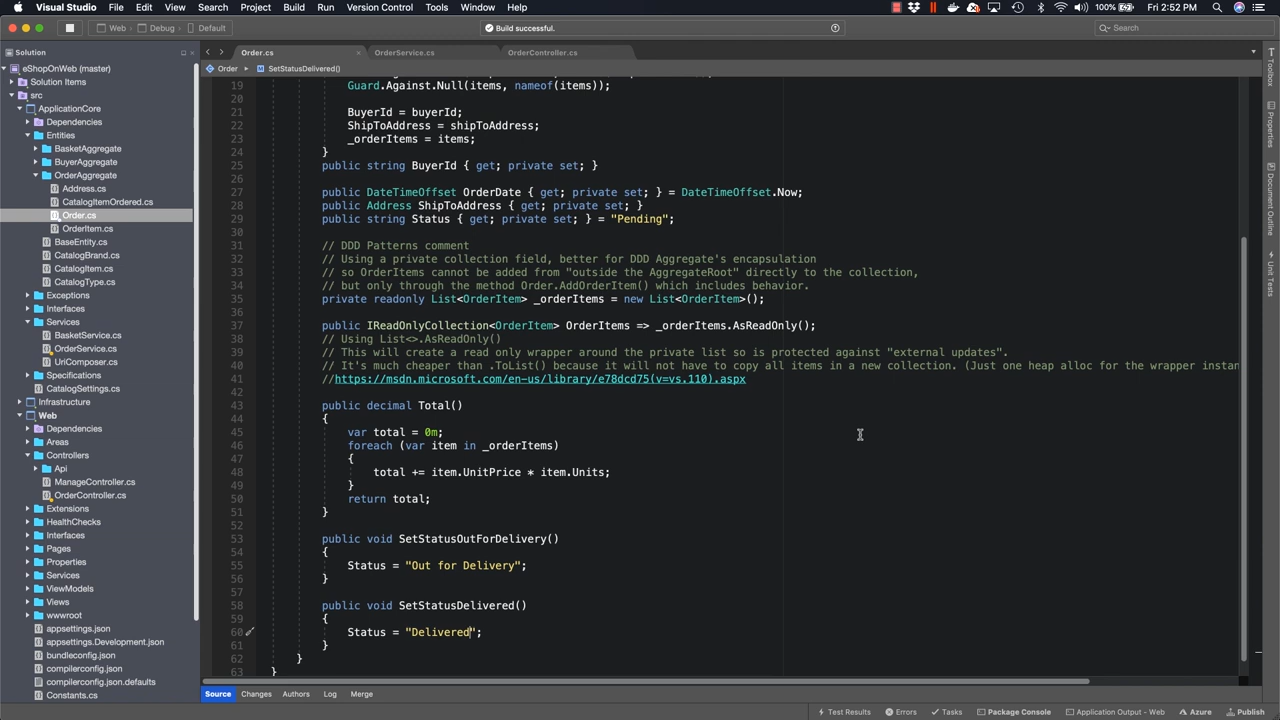 Visual Studio File Edit View Search Project Build Run Version Control Tools Window Help 100% Fri 2:52 PM
Web Debug Default Build successful. Search
Solution
eShopOnWeb (master)
Solution Items
src
ApplicationCore
Dependencies
Entities
BasketAggregate
BuyerAggregate
OrderAggregate
Address.cs
CatalogItemOrdered.cs
Order.cs
OrderItem.cs
BaseEntity.cs
CatalogBrand.cs
CatalogItem.cs
CatalogType.cs
Exceptions
Interfaces
Services
BasketService.cs
OrderService.cs
UriComposer.cs
Specifications
CatalogSettings.cs
Infrastructure
Web
Dependencies
Areas
Controllers
Api
ManageController.cs
OrderController.cs
Extensions
HealthChecks
Interfaces
Pages
Properties
Services
ViewModels
Views
wwwroot
appsettings.json
appsettings.Development.json
bundleconfig.json
compilerconfig.json
compilerconfig.json.defaults
Constants.cs
Order.cs OrderService.cs OrderController.cs
Order SetStatusDelivered()
19 Guard.Against.Null(items, nameof(items));
20
21 BuyerId = buyerId;
22 ShipToAddress = shipToAddress;
23 _orderItems = items;
24 }
25 public string BuyerId { get; private set; }
26
27 public DateTimeOffset OrderDate { get; private set; } = DateTimeOffset.Now;
28 public Address ShipToAddress { get; private set; }
29 public string Status { get; private set; } = "Pending";
30
31 // DDD Patterns comment
32 // Using a private collection field, better for DDD Aggregate's encapsulation
33 // so OrderItems cannot be added from "outside the AggregateRoot" directly to the collection,
34 // but only through the method Order.AddOrderItem() which includes behavior.
35 private readonly List<OrderItem> _orderItems = new List<OrderItem>();
36
37 public IReadOnlyCollection<OrderItem> OrderItems => _orderItems.AsReadOnly();
38 // Using List<>.AsReadOnly()
39 // This will create a read only wrapper around the private list so is protected against "external updates".
40 // It's much cheaper than .ToList() because it will not have to copy all items in a new collection. (Just one heap alloc for the wrapper instan
41 //https://msdn.microsoft.com/en-us/library/e78dcd75(v=vs.110).aspx
42
43 public decimal Total()
44 {
45 var total = 0m;
46 foreach (var item in _orderItems)
47 {
48 total += item.UnitPrice * item.Units;
49 }
50 return total;
51 }
52
53 public void SetStatusOutForDelivery()
54 {
55 Status = "Out for Delivery";
56 }
57
58 public void SetStatusDelivered()
59 {
60 Status = "Delivered";
61 }
62 }
63 }
Source Changes Authors Log Merge
Toolbox
Properties
Document Outline
Unit Tests
Test Results Errors Tasks Package Console Application Output - Web Azure Publish